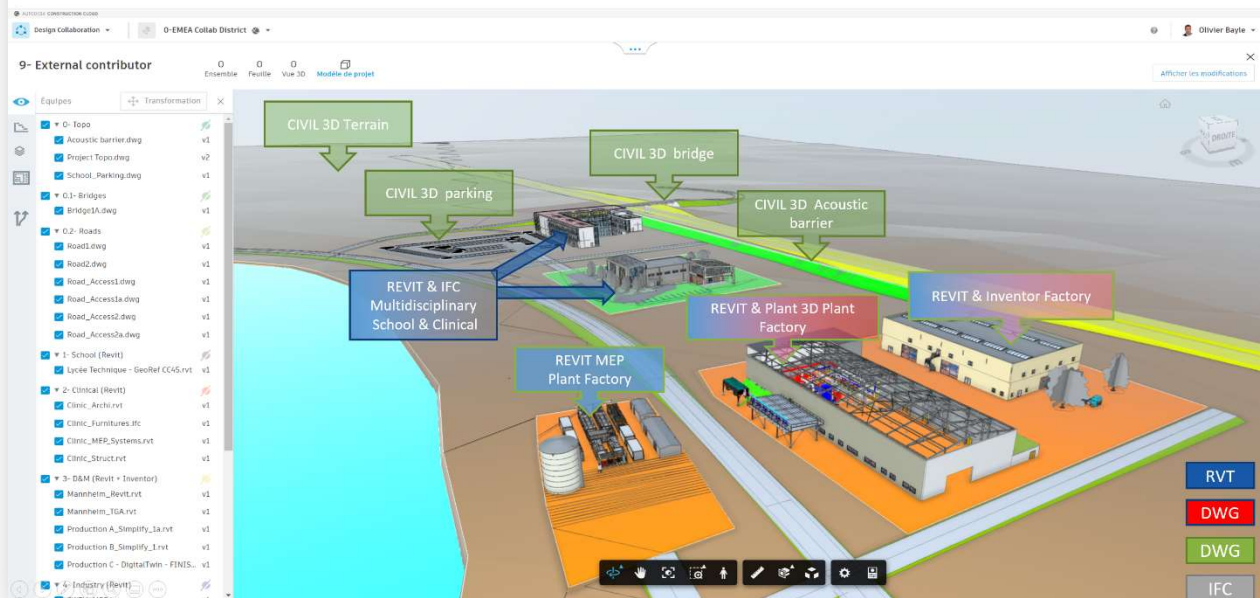 AUTODESK CONSTRUCTION CLOUD
Design Collaboration
0-EMEA Collab District
Olivier Bayle
9- External contributor
0 0 0
Ensemble Feuille Vue 3D Modèle de projet
Afficher les modifications
Équipes
Transformation
0- Topo
Acoustic barrier.dwg v1
Project Topo.dwg v2
School_Parking.dwg v1
0.1- Bridges
Bridge1A.dwg v1
0.2- Roads
Road1.dwg v1
Road2.dwg v1
Road_Access1.dwg v1
Road_Access1a.dwg v1
Road_Access2.dwg v1
Road_Access2a.dwg v1
1- School (Revit)
Lycée Technique - GeoRef CC45.rvt v1
2- Clinical (Revit)
Clinic_Archi.rvt v1
Clinic_Furnitures.ifc v1
Clinic_MEP_Systems.rvt v1
Clinic_Struct.rvt v1
3- D&M (Revit + Inventor)
Mannheim_Revit.rvt v1
Mannheim_TGA.rvt v1
Production A_Simplify_1a.rvt v1
Production B_Simplify_1.rvt v1
Production C - DigitalTwin - FINIS... v1
4- Industry (Revit)
CIVIL 3D Terrain
CIVIL 3D bridge
CIVIL 3D parking
CIVIL 3D Acoustic
barrier
REVIT & IFC
Multidisciplinary
School & Clinical
REVIT & Plant 3D Plant
Factory
REVIT & Inventor Factory
REVIT MEP
Plant Factory
DROITE
RVT
DWG
DWG
IFC